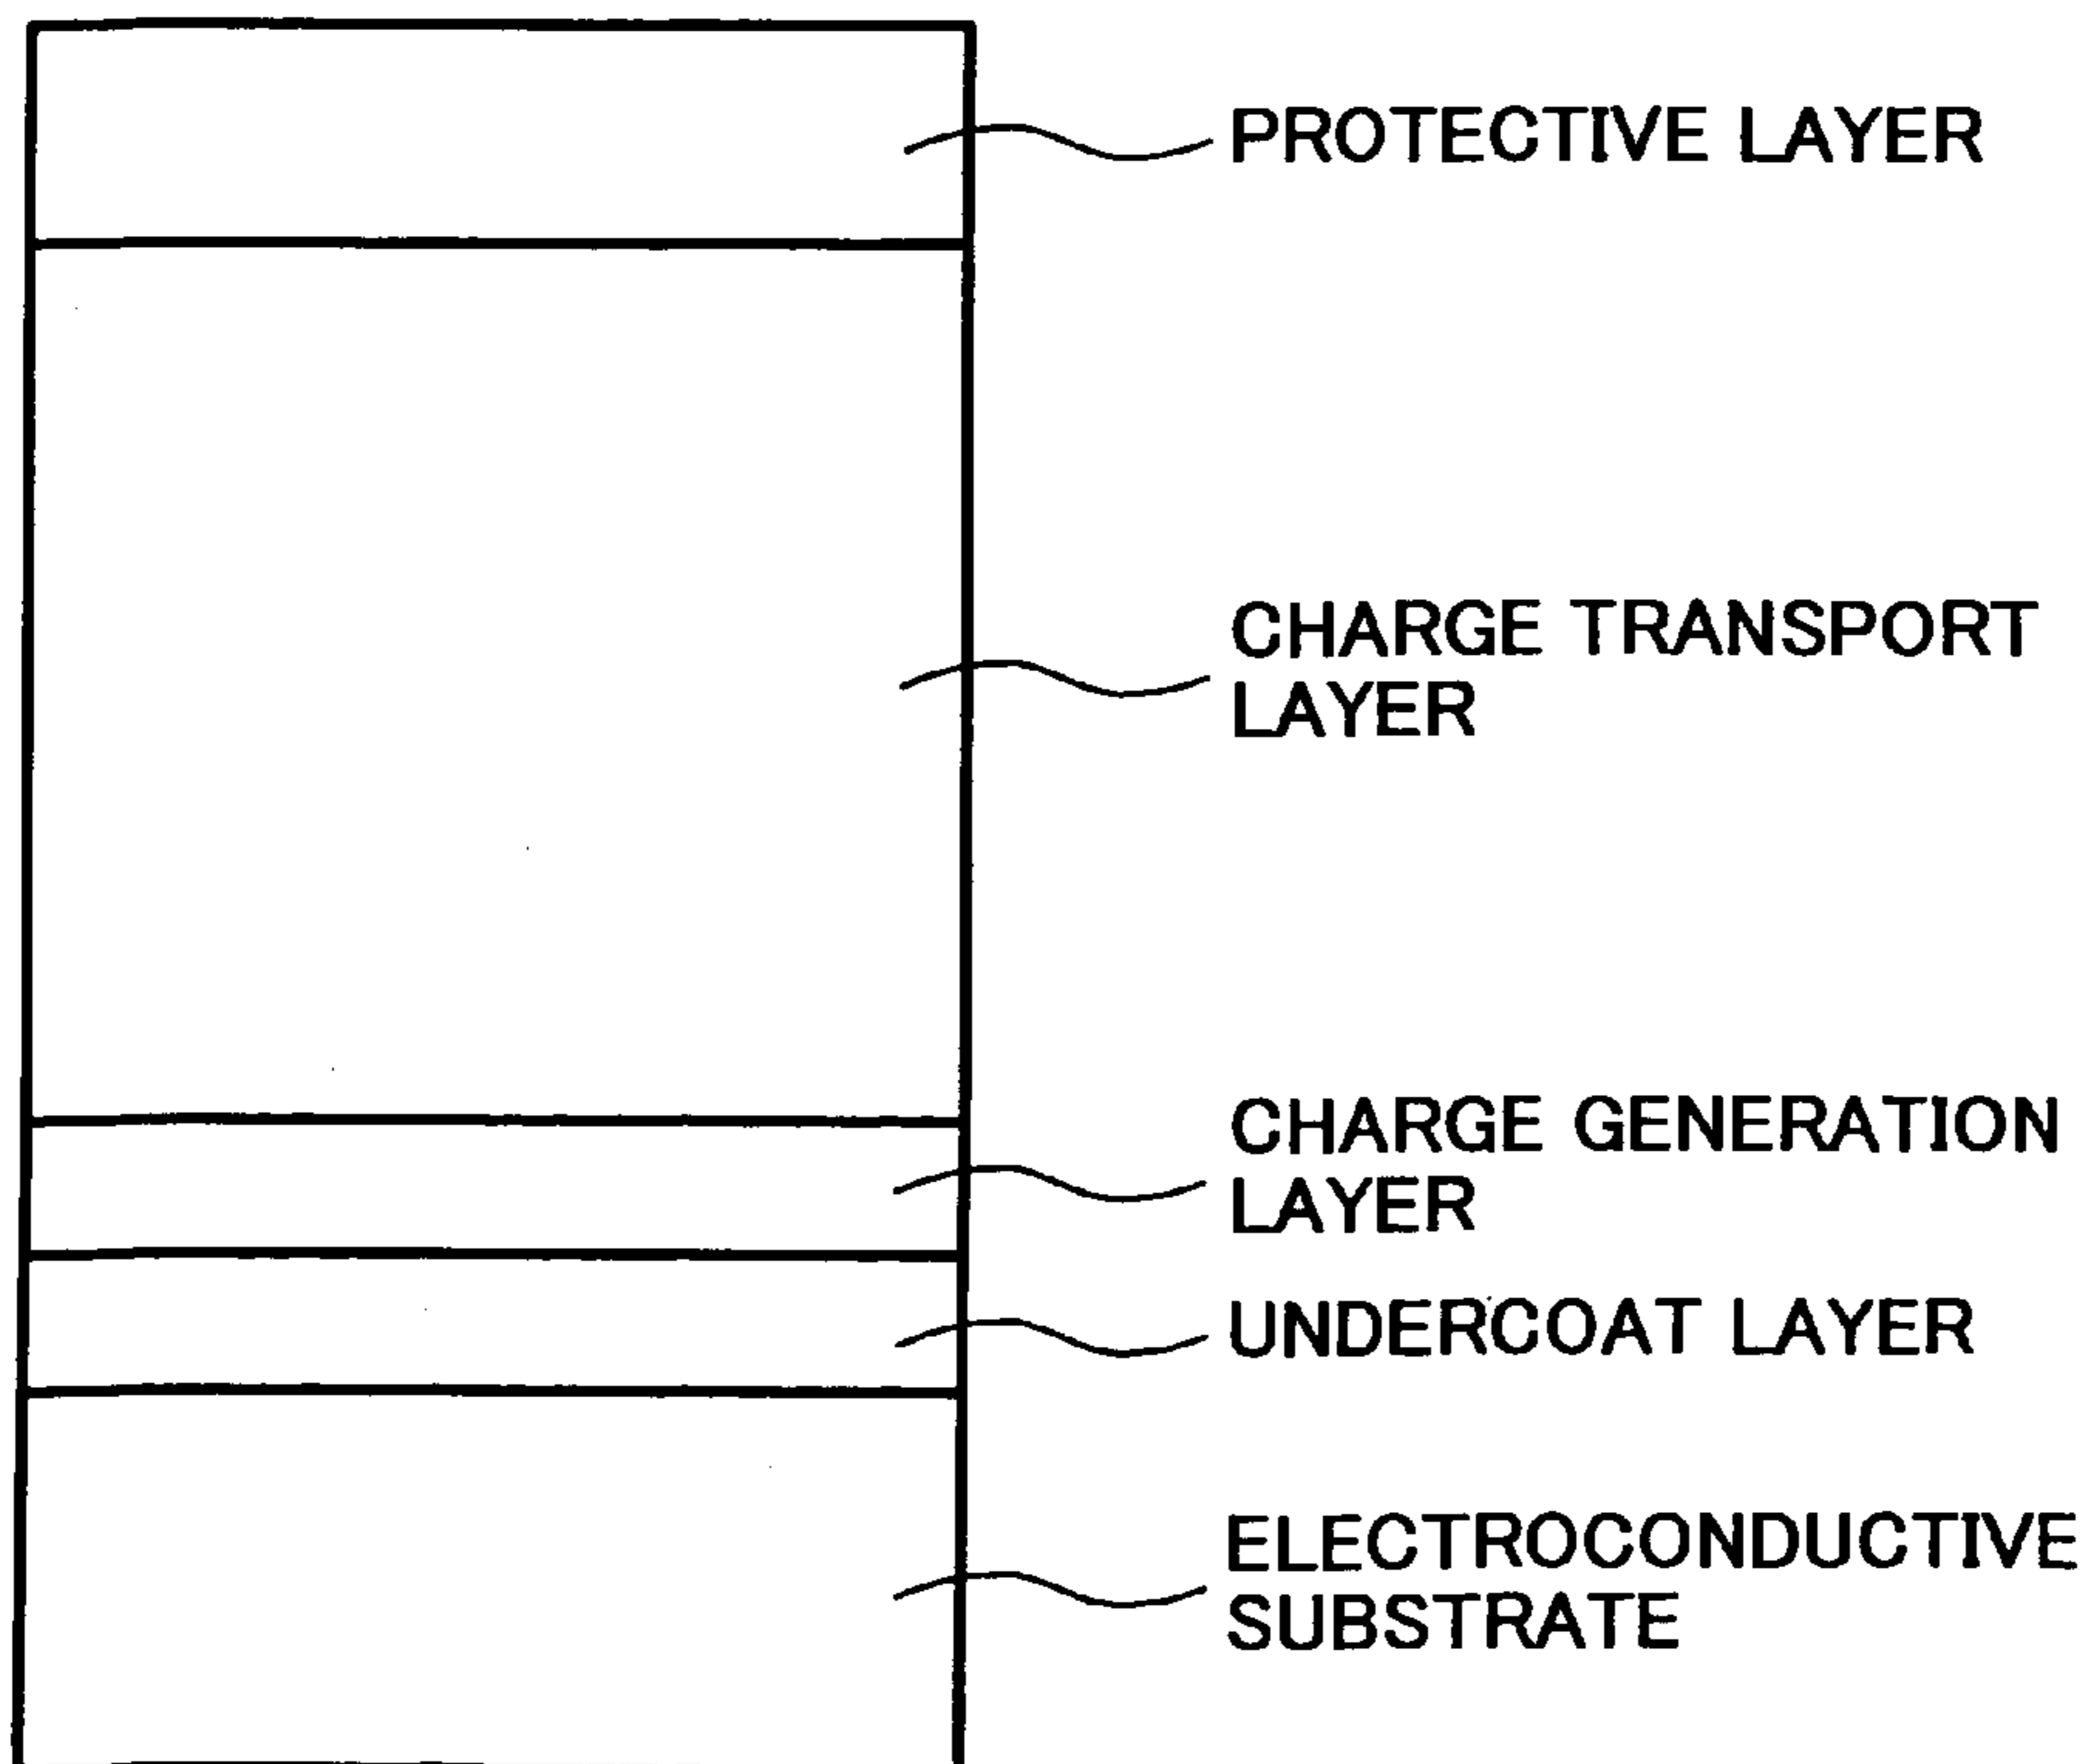 PROTECTIVE LAYER
CHARGE TRANSPORT
LAYER
CHARGE GENERATION
LAYER
UNDERCOAT LAYER
ELECTROCONDUCTIVE
SUBSTRATE